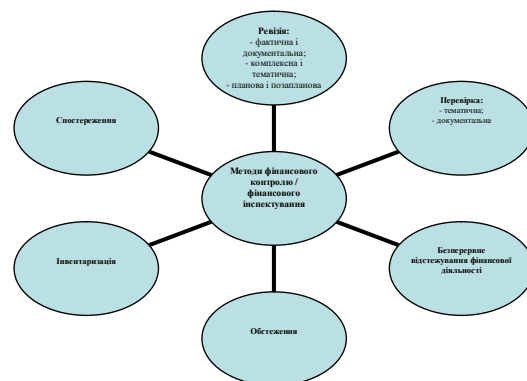 Ревізія:
- фактична і
документальна;
- комплексна і
тематична;
- планова і позапланова
Спостереження
Перевірка:
- тематична;
- документальна
Методи фінансового
контролю /
фінансового
інспектування
Інвентаризація
Безперервне
відстежування фінансової
діяльності
Обстеження